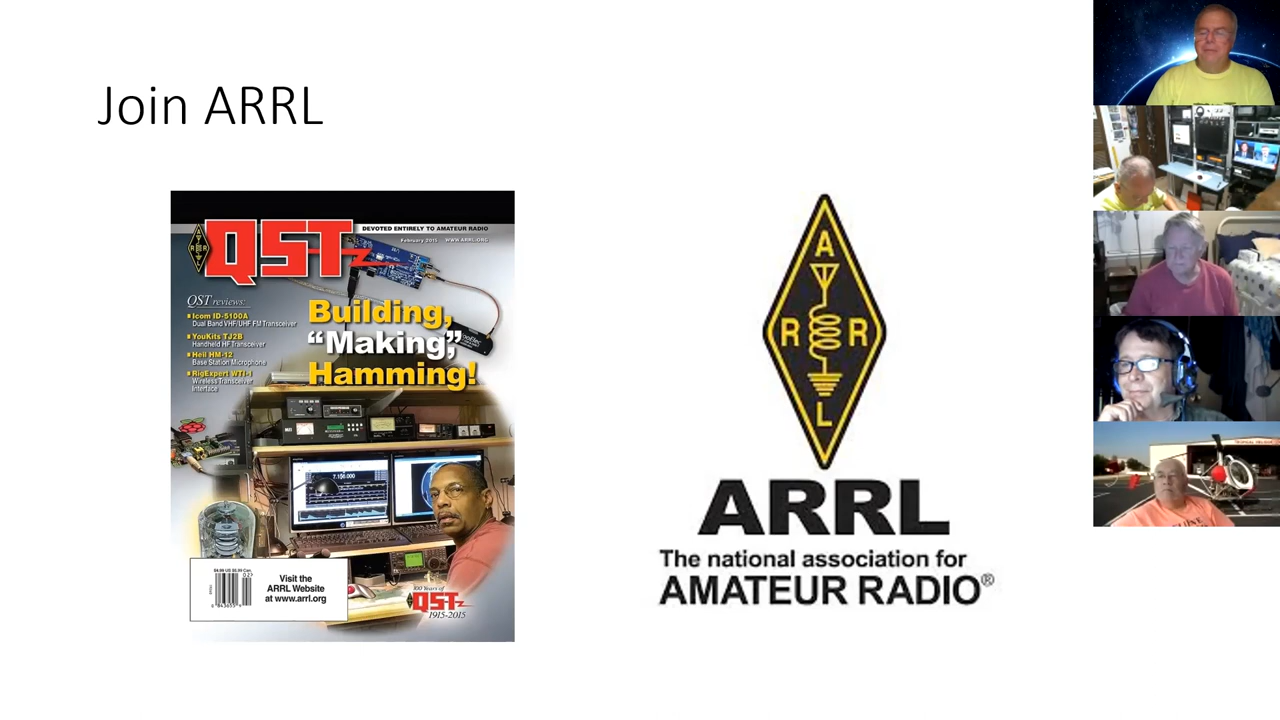 Join ARRL
QST
DEVOTED ENTIRELY TO AMATEUR RADIO
February 2015 WWW.ARRL.ORG
QST reviews:
Icom ID-5100A
Dual Band VHF/UHF FM Transceiver
YouKits TJ2B
Handheld HF Transceiver
Heil HM-12
Base Station Microphone
RigExpert WTI-1
Wireless Transceiver
Interface
Building,
“Making,”
Hamming!
7.156.000
Visit the
ARRL Website
at www.arrl.org
100 Years of
QST
1915-2015
A
R R
L
ARRL
The national association for
AMATEUR RADIO®